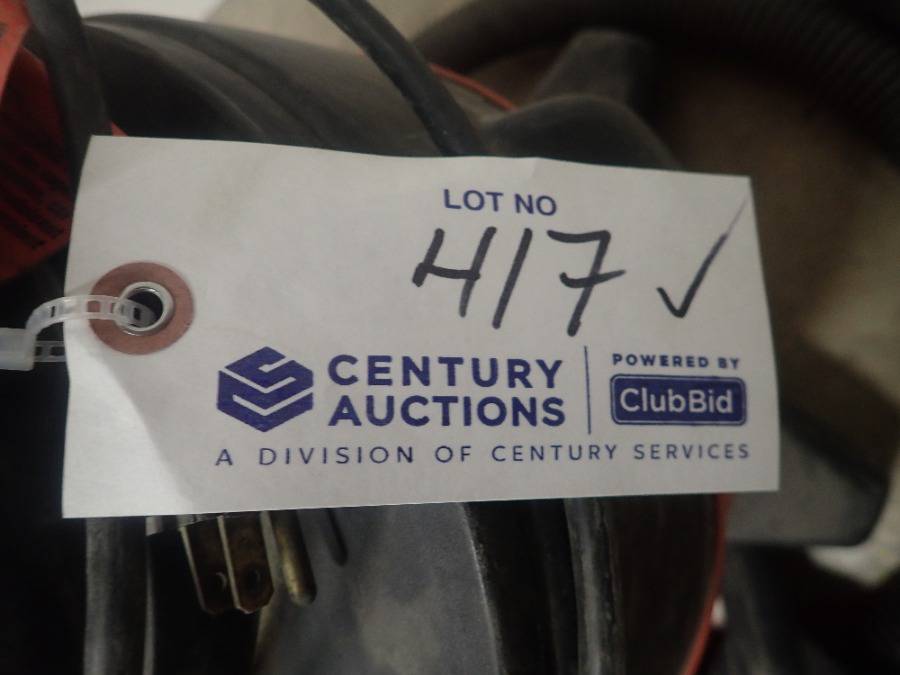 LOT NO
417 ✓
CENTURY
AUCTIONS
POWERED BY
ClubBid
A DIVISION OF CENTURY SERVICES